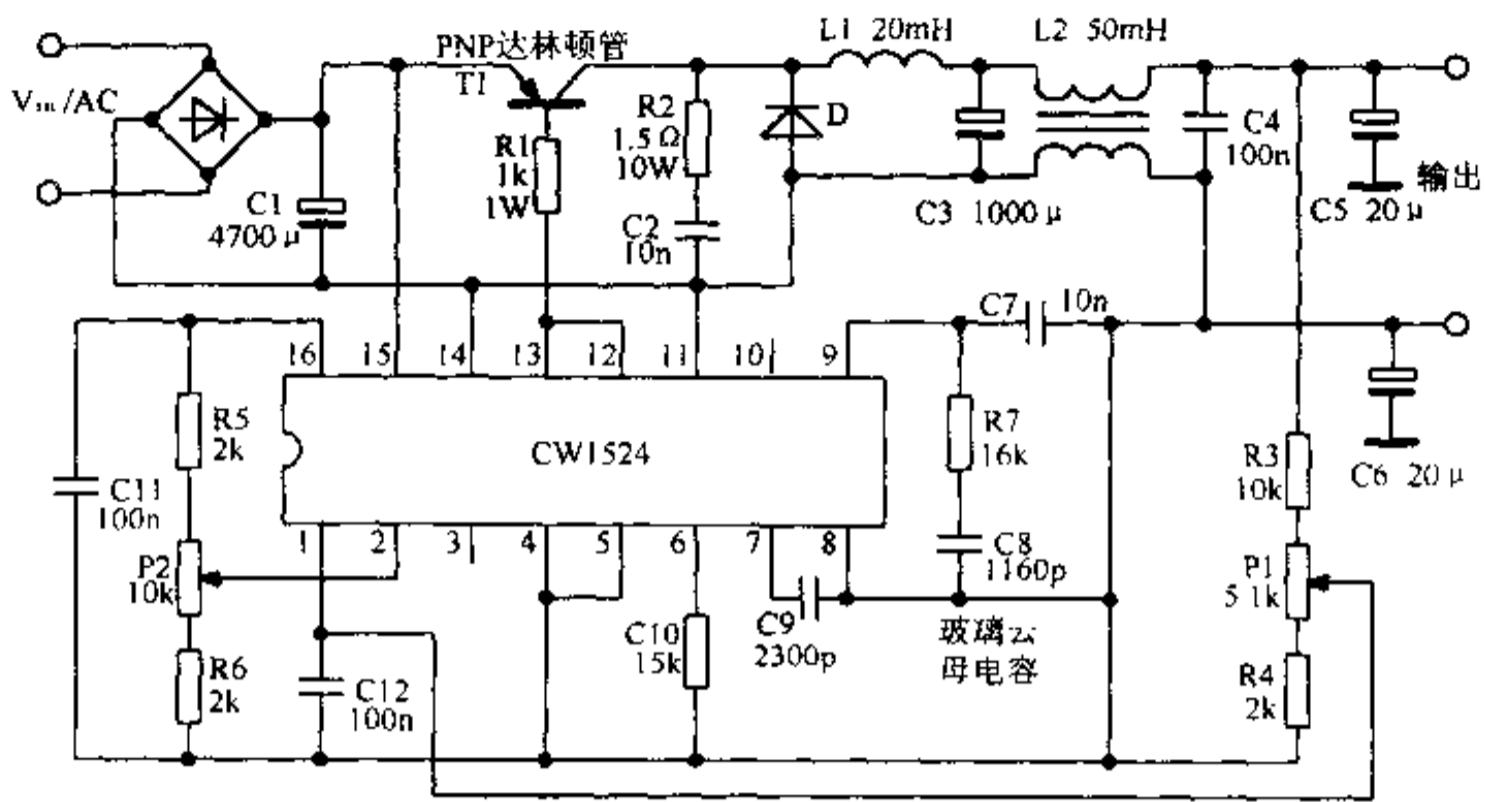 L1 20mH
L2 50mH
PNP达林顿管
T1
Vin/AC
R1
1k
1W
R2
1.5Ω
10W
D
C1
4700μ
C2
10n
C3 1000μ
C4
100n
C5 20μ
输出
C7
10n
16
15
14
13
12
11
10
9
CW1524
R5
2k
C11
100n
R7
16k
C6 20μ
R3
10k
1
2
3
4
5
6
7
8
P2
10k
C8
1160p
P1
5 1k
C9
2300p
C10
15k
玻璃云
母电容
R6
2k
C12
100n
R4
2k